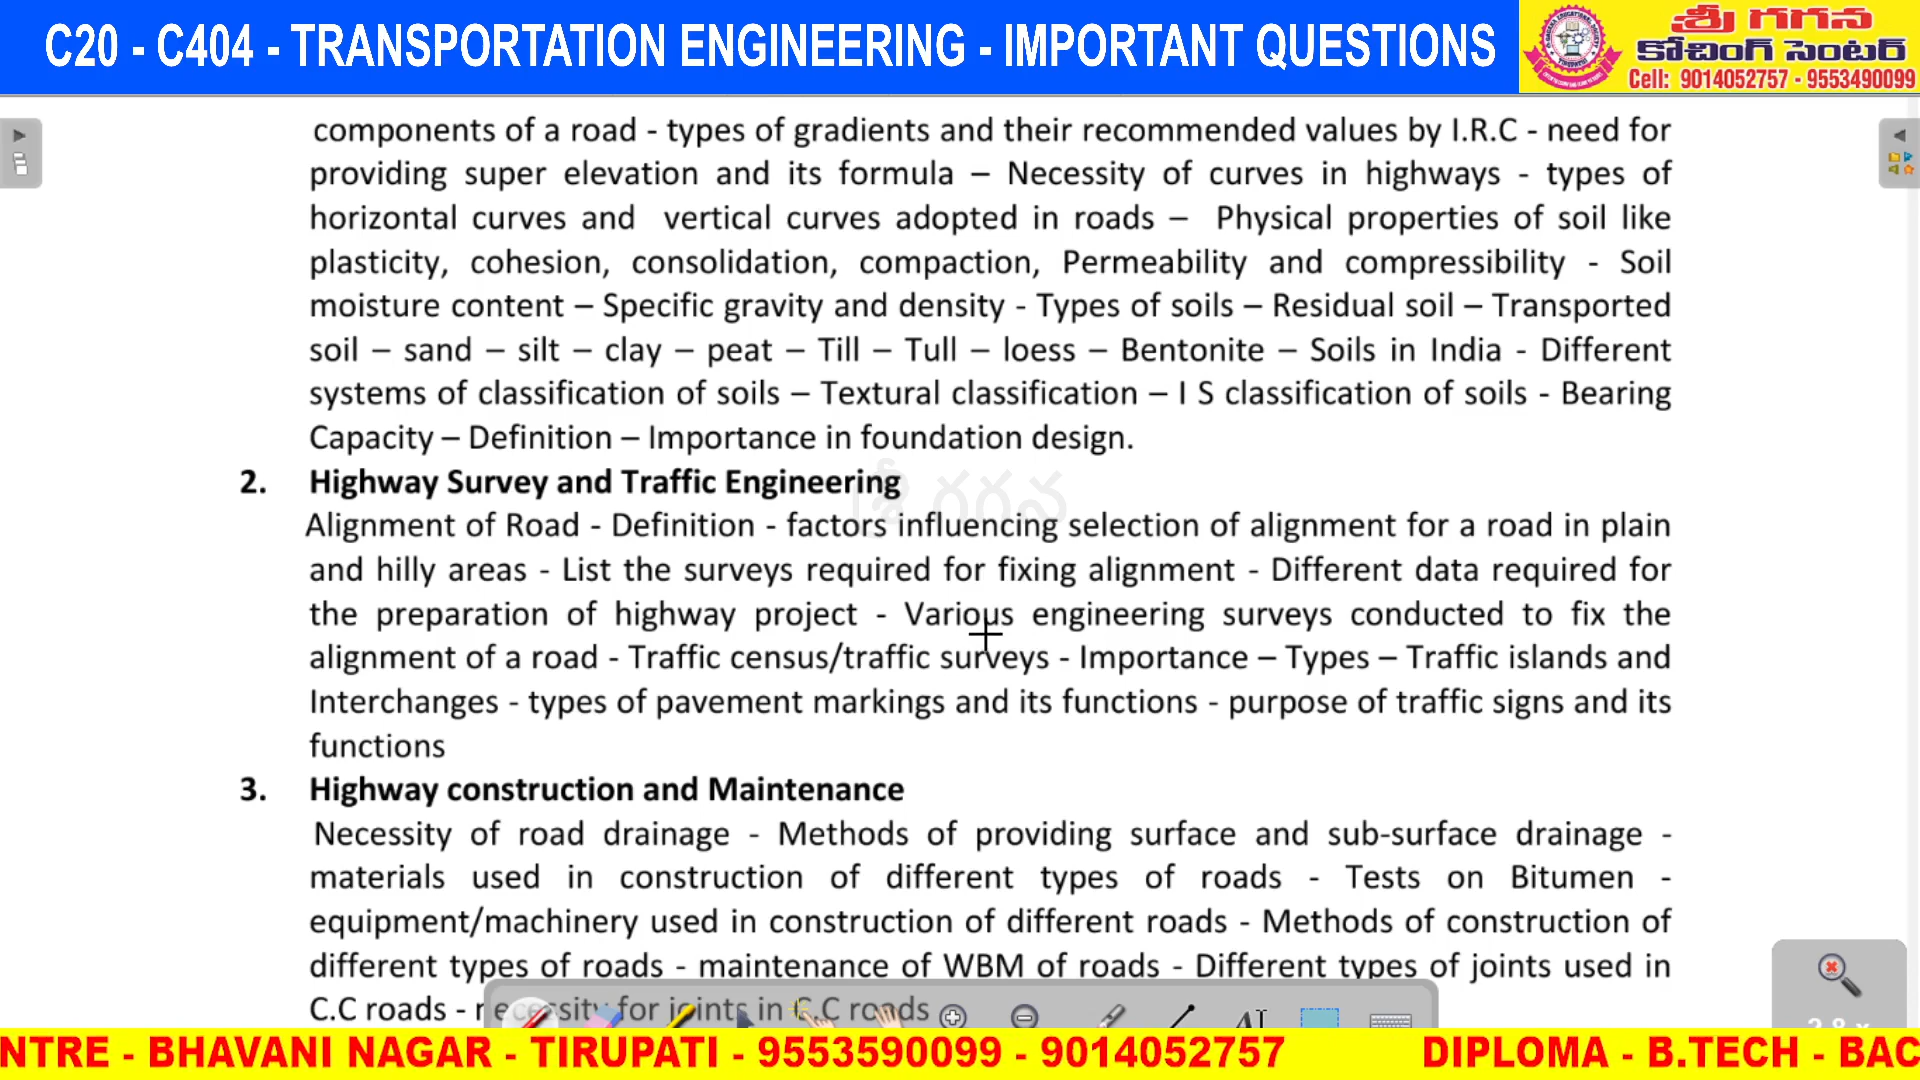 C20 - C404 - TRANSPORTATION ENGINEERING - IMPORTANT QUESTIONS
శ్రీ గగన
కోచింగ్ సెంటర్
Cell: 9014052757 - 9553490099
components of a road - types of gradients and their recommended values by I.R.C - need for
providing super elevation and its formula – Necessity of curves in highways - types of
horizontal curves and vertical curves adopted in roads – Physical properties of soil like
plasticity, cohesion, consolidation, compaction, Permeability and compressibility - Soil
moisture content – Specific gravity and density - Types of soils – Residual soil – Transported
soil – sand – silt – clay – peat – Till – Tull – loess – Bentonite – Soils in India - Different
systems of classification of soils – Textural classification – I S classification of soils - Bearing
Capacity – Definition – Importance in foundation design.
2. Highway Survey and Traffic Engineering
శ్రీ గగన
Alignment of Road - Definition - factors influencing selection of alignment for a road in plain
and hilly areas - List the surveys required for fixing alignment - Different data required for
the preparation of highway project - Various engineering surveys conducted to fix the
alignment of a road - Traffic census/traffic surveys - Importance – Types – Traffic islands and
Interchanges - types of pavement markings and its functions - purpose of traffic signs and its
functions
3. Highway construction and Maintenance
Necessity of road drainage - Methods of providing surface and sub-surface drainage -
materials used in construction of different types of roads - Tests on Bitumen -
equipment/machinery used in construction of different roads - Methods of construction of
different types of roads - maintenance of WBM of roads - Different types of joints used in
C.C roads - necessity for joints in C.C roads
NTRE - BHAVANI NAGAR - TIRUPATI - 9553590099 - 9014052757 DIPLOMA - B.TECH - BAC